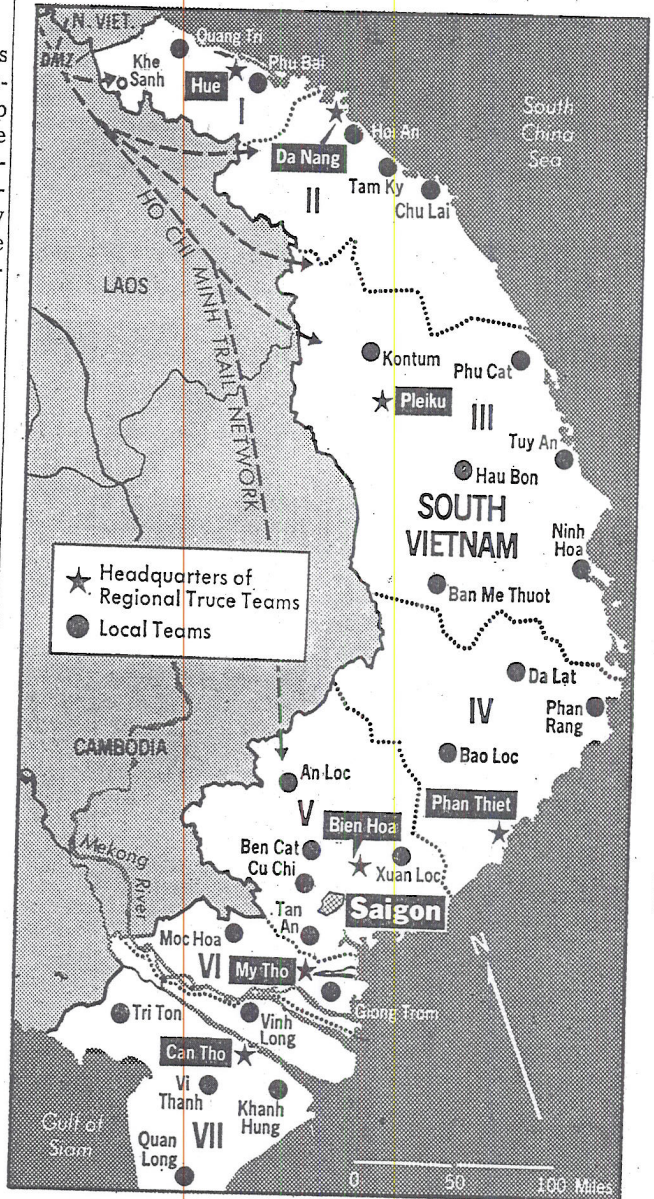 N. VIET.
DMZ
Quang Tri
Khe
Sanh
Hue
Phu Bai
I
South
China
Sea
Hoi An
Da Nang
Tam Ky
II
Chu Lai
HO CHI MINH TRAIL NETWORK
LAOS
Kontum
Phu Cat
Pleiku
III
Tuy An
Hau Bon
SOUTH
VIETNAM
Ninh
Hoa
Headquarters of
Regional Truce Teams
Local Teams
Ban Me Thuot
Da Lat
IV
Phan
Rang
CAMBODIA
Bao Loc
An Loc
V
Phan Thiet
Bien Hoa
Ben Cat
Cu Chi
Xuan Loc
Mekong
River
Saigon
Tan
An
Moc Hoa
VI
My Tho
N
Giong Trom
Tri Ton
Vinh
Long
Can Tho
Vi
Thanh
Khanh
Hung
VII
Gulf of
Siam
Quan
Long
0 50 100 Miles